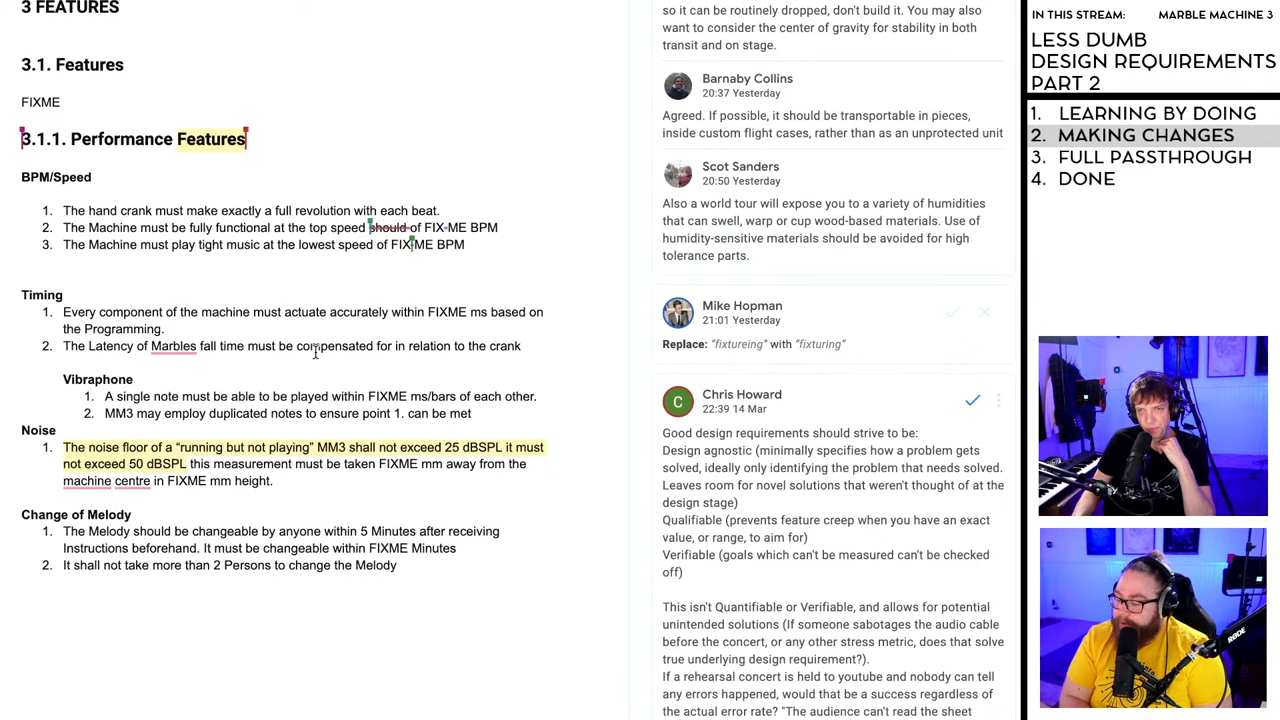 3 FEATURES
3.1. Features
FIXME
3.1.1. Performance Features
BPM/Speed
1. The hand crank must make exactly a full revolution with each beat.
2. The Machine must be fully functional at the top speed should of FIX-ME BPM
3. The Machine must play tight music at the lowest speed of FIXME BPM
Timing
1. Every component of the machine must actuate accurately within FIXME ms based on
the Programming.
2. The Latency of Marbles fall time must be compensated for in relation to the crank
Vibraphone
1. A single note must be able to be played within FIXME ms/bars of each other.
2. MM3 may employ duplicated notes to ensure point 1. can be met
Noise
1. The noise floor of a “running but not playing” MM3 shall not exceed 25 dBSPL it must
not exceed 50 dBSPL this measurement must be taken FIXME mm away from the
machine centre in FIXME mm height.
Change of Melody
1. The Melody should be changeable by anyone within 5 Minutes after receiving
Instructions beforehand. It must be changeable within FIXME Minutes
2. It shall not take more than 2 Persons to change the Melody
so it can be routinely dropped, don't build it. You may also
want to consider the center of gravity for stability in both
transit and on stage.
Barnaby Collins
20:37 Yesterday
Agreed. If possible, it should be transportable in pieces,
inside custom flight cases, rather than as an unprotected unit
Scot Sanders
20:50 Yesterday
Also a world tour will expose you to a variety of humidities
that can swell, warp or cup wood-based materials. Use of
humidity-sensitive materials should be avoided for high
tolerance parts.
Mike Hopman
21:01 Yesterday
Replace: "fixtureing" with "fixturing"
C
Chris Howard
22:39 14 Mar
Good design requirements should strive to be:
Design agnostic (minimally specifies how a problem gets
solved, ideally only identifying the problem that needs solved.
Leaves room for novel solutions that weren't thought of at the
design stage)
Qualifiable (prevents feature creep when you have an exact
value, or range, to aim for)
Verifiable (goals which can't be measured can't be checked
off)
This isn't Quantifiable or Verifiable, and allows for potential
unintended solutions (If someone sabotages the audio cable
before the concert, or any other stress metric, does that solve
true underlying design requirement?).
If a rehearsal concert is held to youtube and nobody can tell
any errors happened, would that be a success regardless of
the actual error rate? "The audience can't read the sheet
IN THIS STREAM: MARBLE MACHINE 3
LESS DUMB
DESIGN REQUIREMENTS
PART 2
1. LEARNING BY DOING
2. MAKING CHANGES
3. FULL PASSTHROUGH
4. DONE
RODE